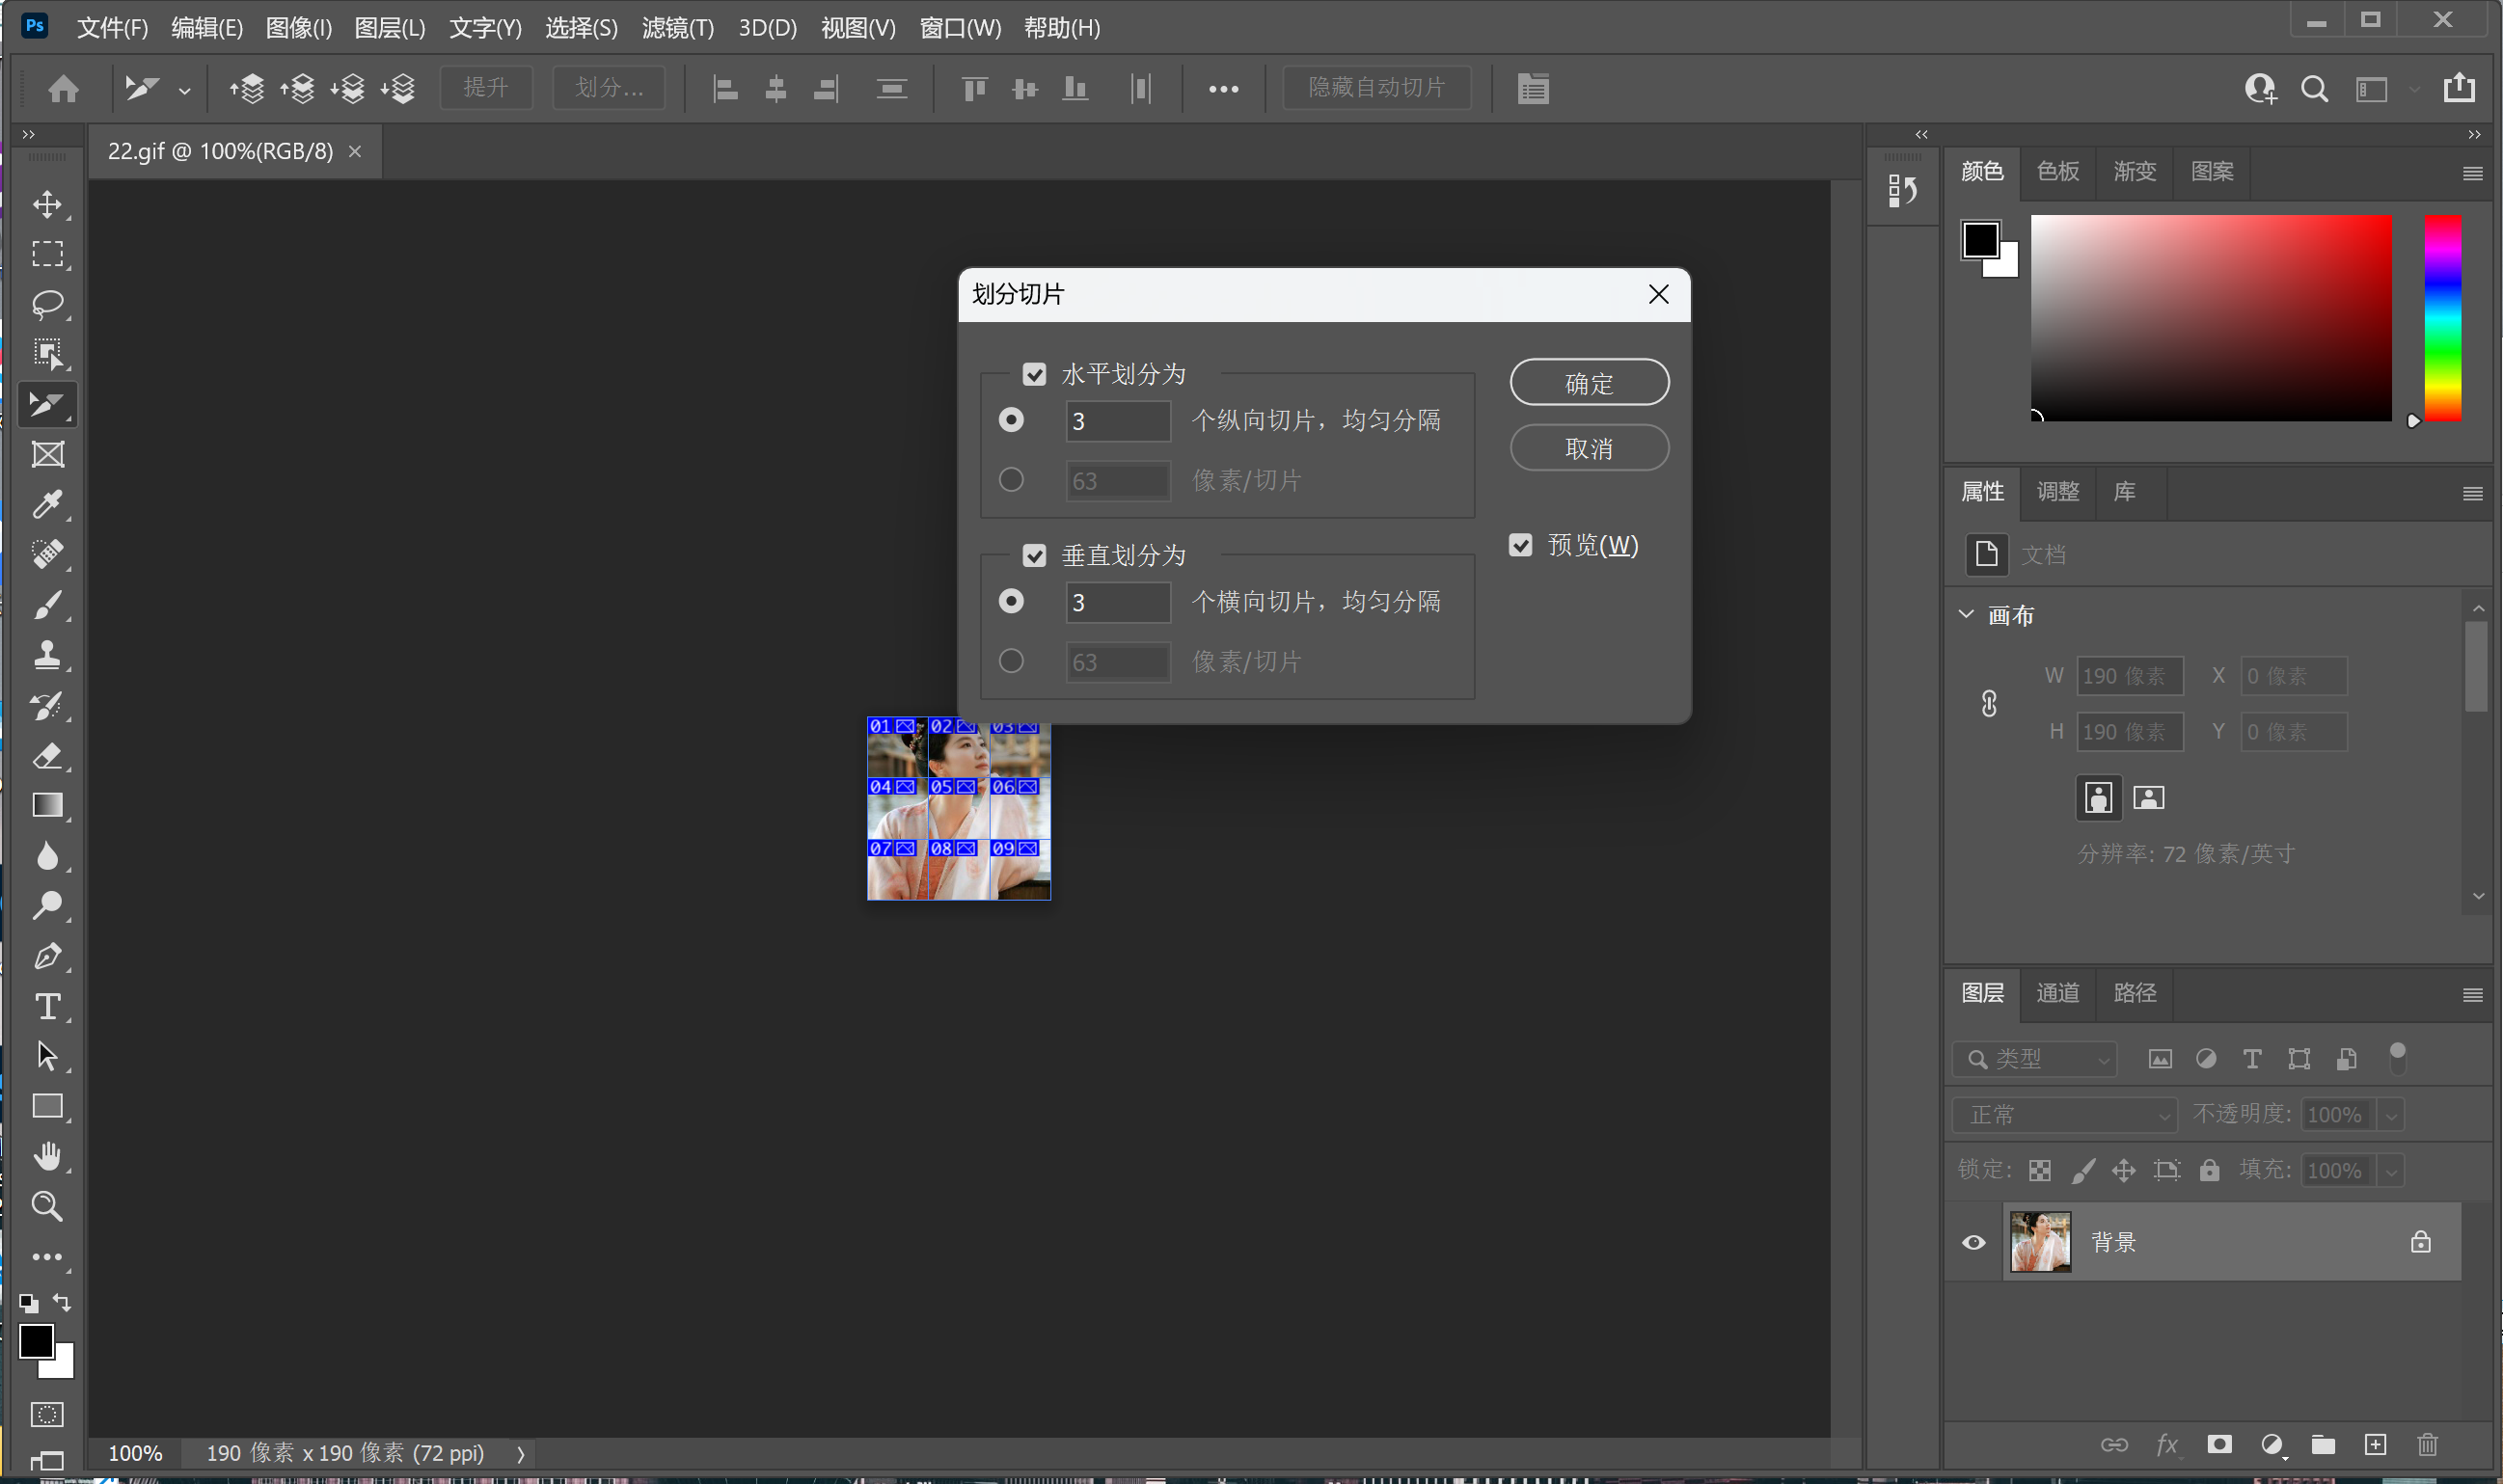 Ps 文件(F) 编辑(E) 图像(I) 图层(L) 文字(Y) 选择(S) 滤镜(T) 3D(D) 视图(V) 窗口(W) 帮助(H)
提升 划分... 隐藏自动切片
22.gif @ 100%(RGB/8)
颜色 色板 渐变 图案
划分切片
水平划分为
3 个纵向切片，均匀分隔
63 像素/切片
垂直划分为
3 个横向切片，均匀分隔
63 像素/切片
确定
取消
预览(W)
01 02 03
04 05 06
07 08 09
属性 调整 库
文档
画布
W 190 像素 X 0 像素
H 190 像素 Y 0 像素
分辨率: 72 像素/英寸
图层 通道 路径
类型
正常 不透明度: 100%
锁定: 填充: 100%
背景
fx
100% 190 像素 x 190 像素 (72 ppi)